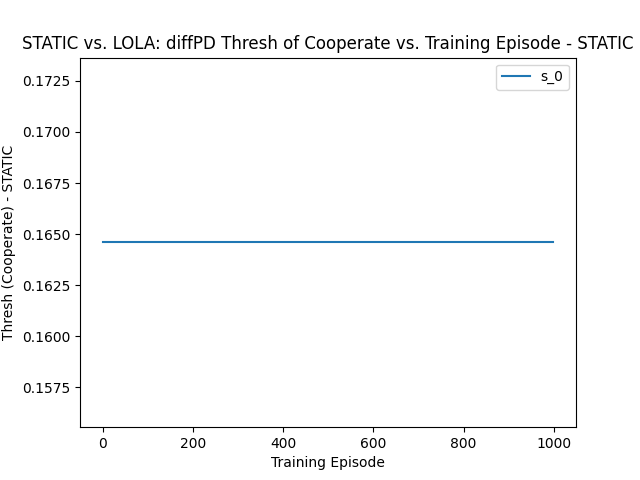 STATIC vs. LOLA: diffPD Thresh of Cooperate vs. Training Episode - STATIC
s_0
Thresh (Cooperate) - STATIC
0.1725
0.1700
0.1675
0.1650
0.1625
0.1600
0.1575
0 200 400 600 800 1000
Training Episode